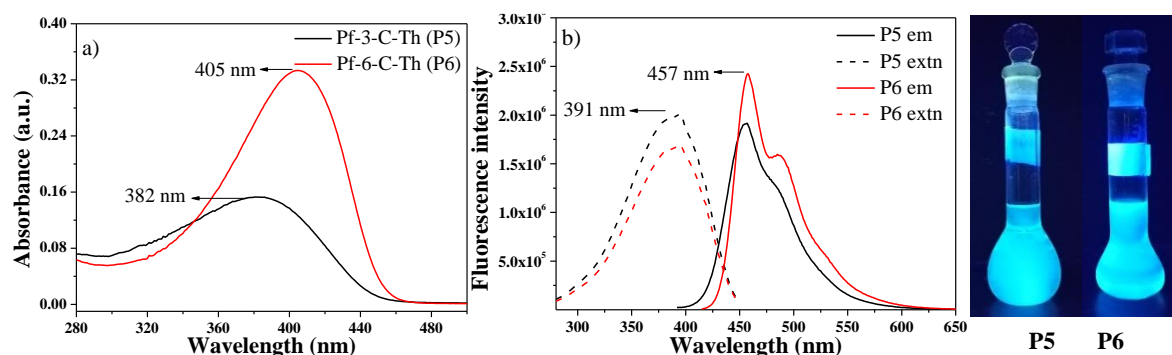 a)
Absorbance (a.u.)
0.40
0.32
0.24
0.16
0.08
0.00
280 320 360 400 440 480
Wavelength (nm)
Pf-3-C-Th (P5)
Pf-6-C-Th (P6)
405 nm
382 nm
b)
Fluorescence intensity
3.0x10⁶
2.5x10⁶
2.0x10⁶
1.5x10⁶
1.0x10⁶
5.0x10⁵
300 350 400 450 500 550 600 650
Wavelength (nm)
457 nm
391 nm
P5 em
P5 extn
P6 em
P6 extn
P5 P6